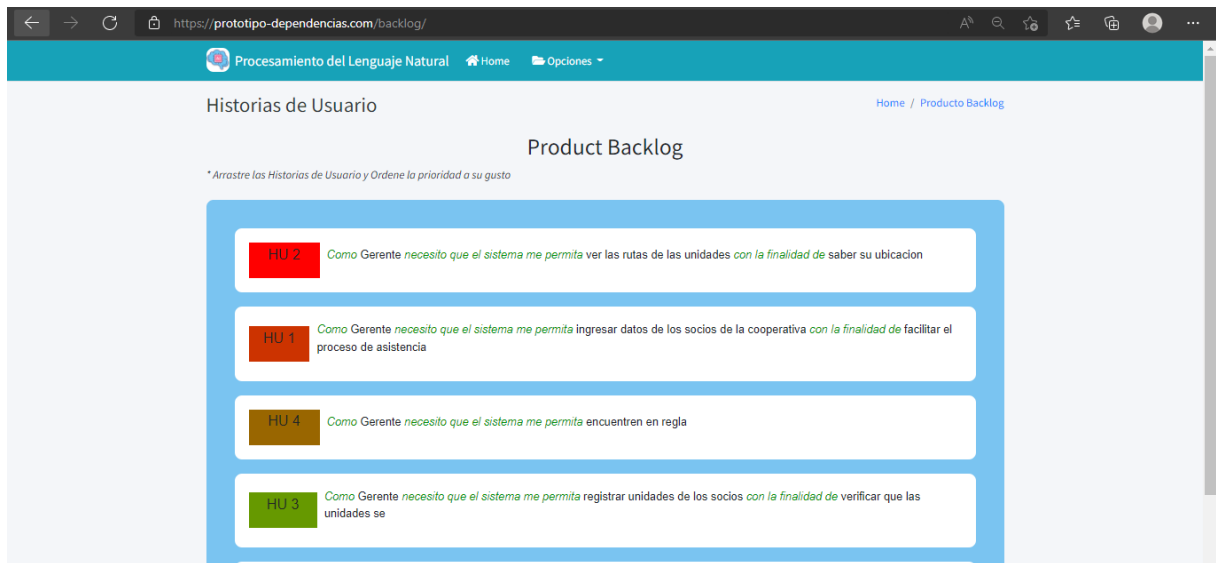 https://prototipo-dependencias.com/backlog/
Procesamiento del Lenguaje Natural Home Opciones
Historias de Usuario
Home / Producto Backlog
Product Backlog
* Arrastre las Historias de Usuario y Ordene la prioridad a su gusto
HU 2
Como Gerente necesito que el sistema me permita ver las rutas de las unidades con la finalidad de saber su ubicacion
HU 1
Como Gerente necesito que el sistema me permita ingresar datos de los socios de la cooperativa con la finalidad de facilitar el
proceso de asistencia
HU 4
Como Gerente necesito que el sistema me permita encuentren en regla
HU 3
Como Gerente necesito que el sistema me permita registrar unidades de los socios con la finalidad de verificar que las
unidades se